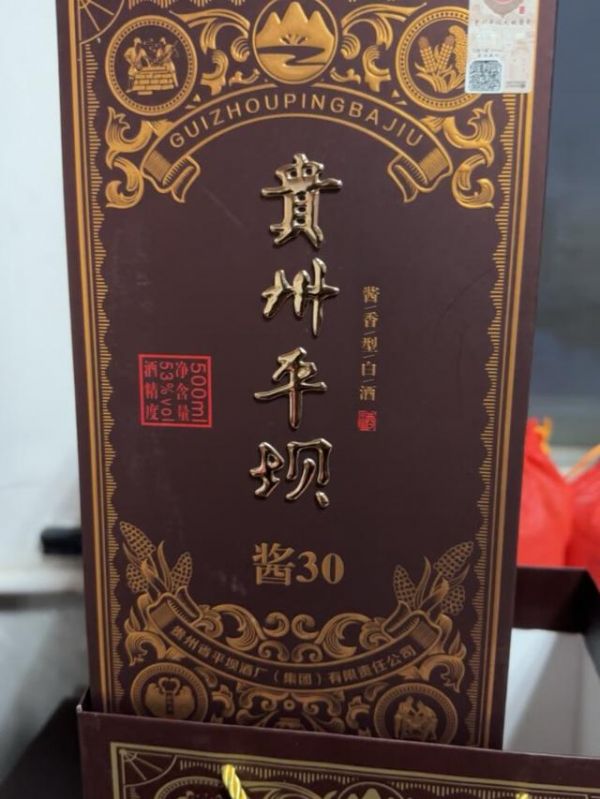 GUIZHOUPINGBAJIU
貴州平坝
酱/香/型/白/酒
500ml
净含量
53%vol
酒精度
酱30
贵州省平坝酒厂（集团）有限责任公司